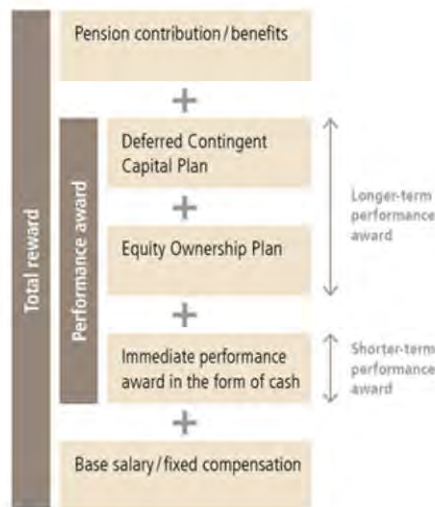 Pension contribution / benefits
+
Deferred Contingent
Capital Plan
+
Equity Ownership Plan
+
Immediate performance
award in the form of cash
+
Base salary / fixed compensation
Total reward
Performance award
Longer-term
performance
award
Shorter-term
performance
award